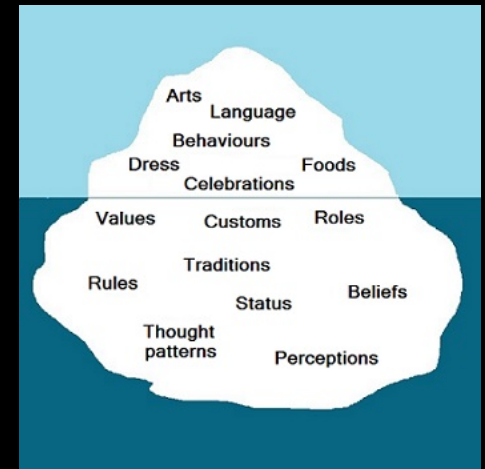 Arts
Language
Behaviours
Dress
Foods
Celebrations
Values
Customs
Roles
Traditions
Rules
Status
Beliefs
Thought
patterns
Perceptions